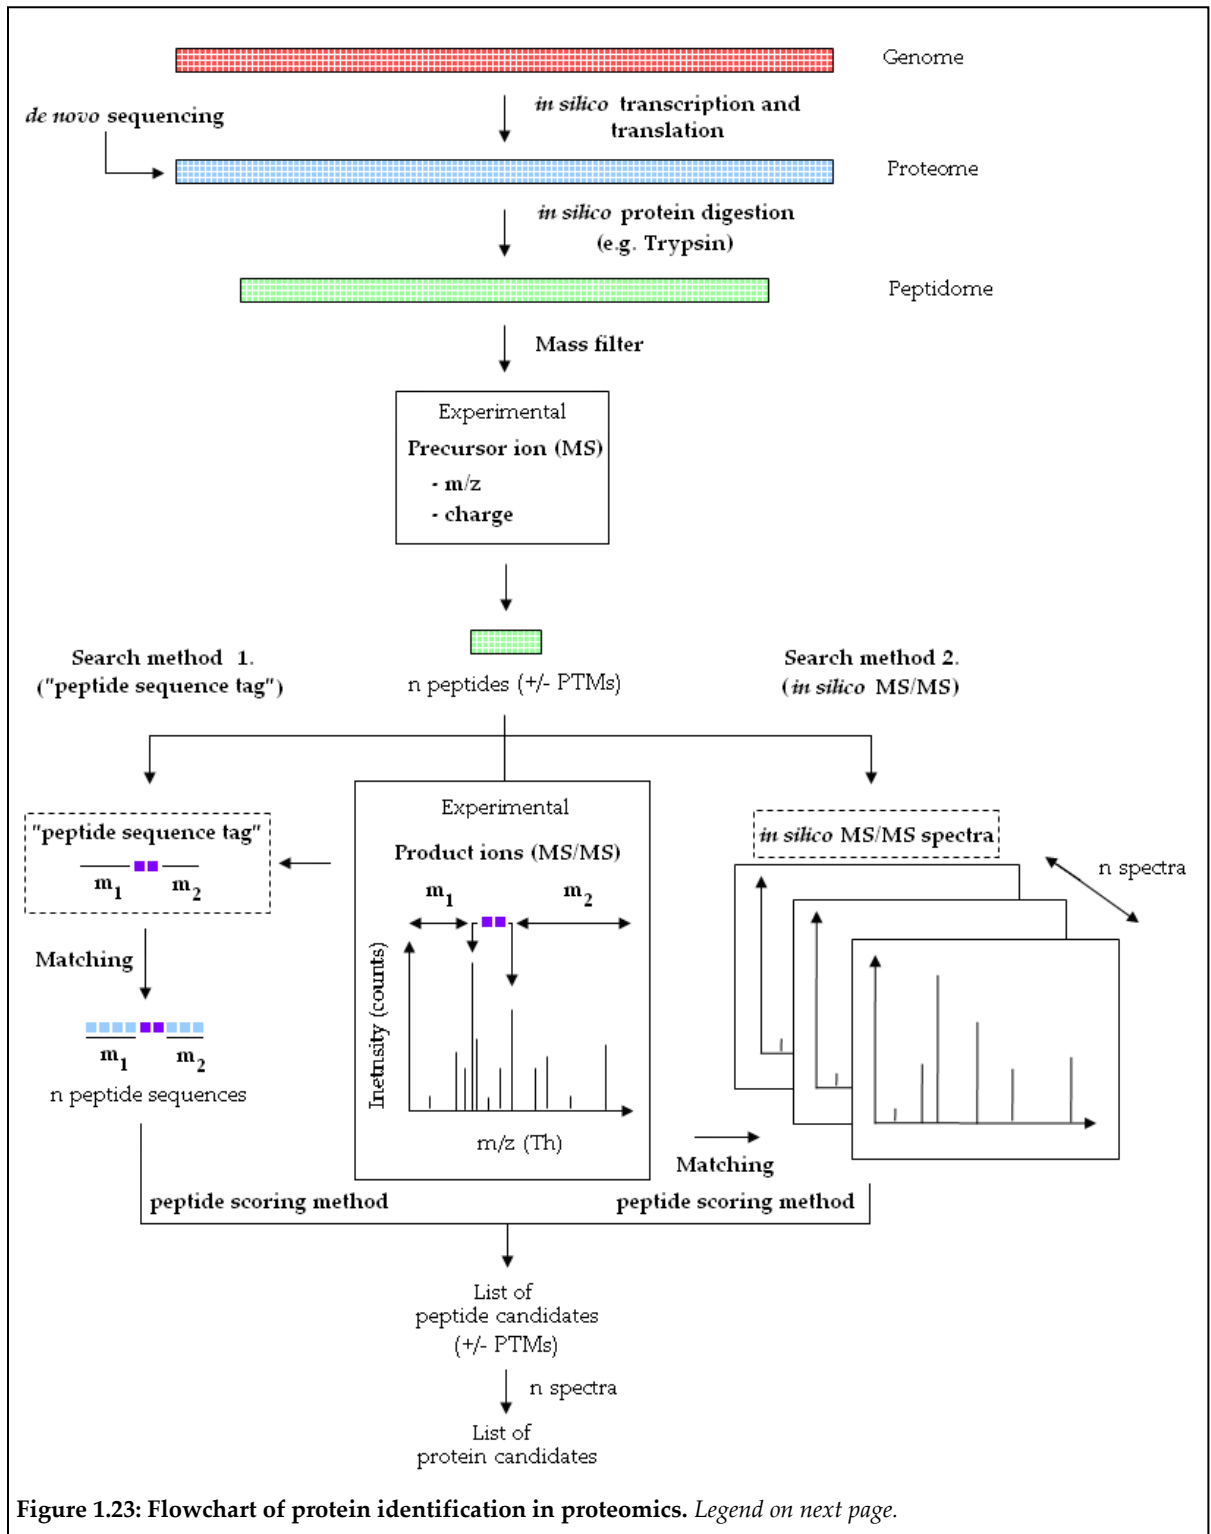 Genome
in silico transcription and
translation
de novo sequencing
Proteome
in silico protein digestion
(e.g. Trypsin)
Peptidome
Mass filter
Experimental
Precursor ion (MS)
- m/z
- charge
n peptides (+/- PTMs)
Search method 1.
("peptide sequence tag")
Search method 2.
(in silico MS/MS)
"peptide sequence tag"
m1 m2
Matching
m1 m2
n peptide sequences
Experimental
Product ions (MS/MS)
m1 m2
Inetnsity (counts)
m/z (Th)
in silico MS/MS spectra
n spectra
Matching
peptide scoring method
peptide scoring method
List of
peptide candidates
(+/- PTMs)
n spectra
List of
protein candidates
Figure 1.23: Flowchart of protein identification in proteomics. Legend on next page.